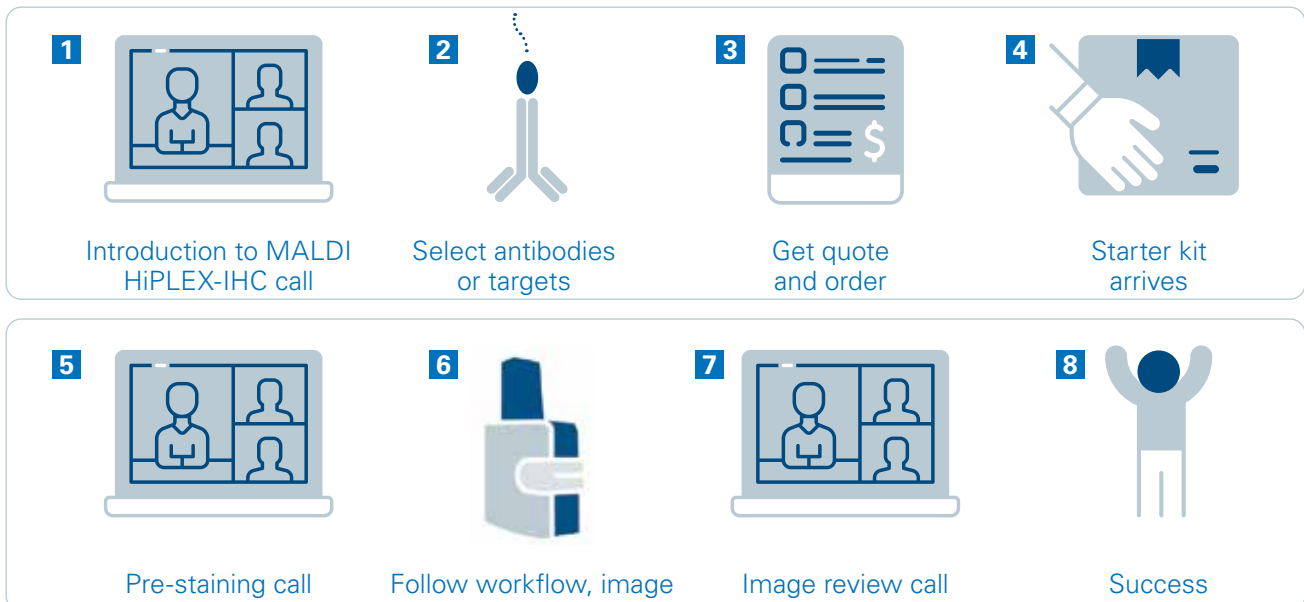 1
2
3
4
$
Introduction to MALDI
HiPLEX-IHC call
Select antibodies
or targets
Get quote
and order
Starter kit
arrives
5
6
7
8
Pre-staining call
Follow workflow, image
Image review call
Success